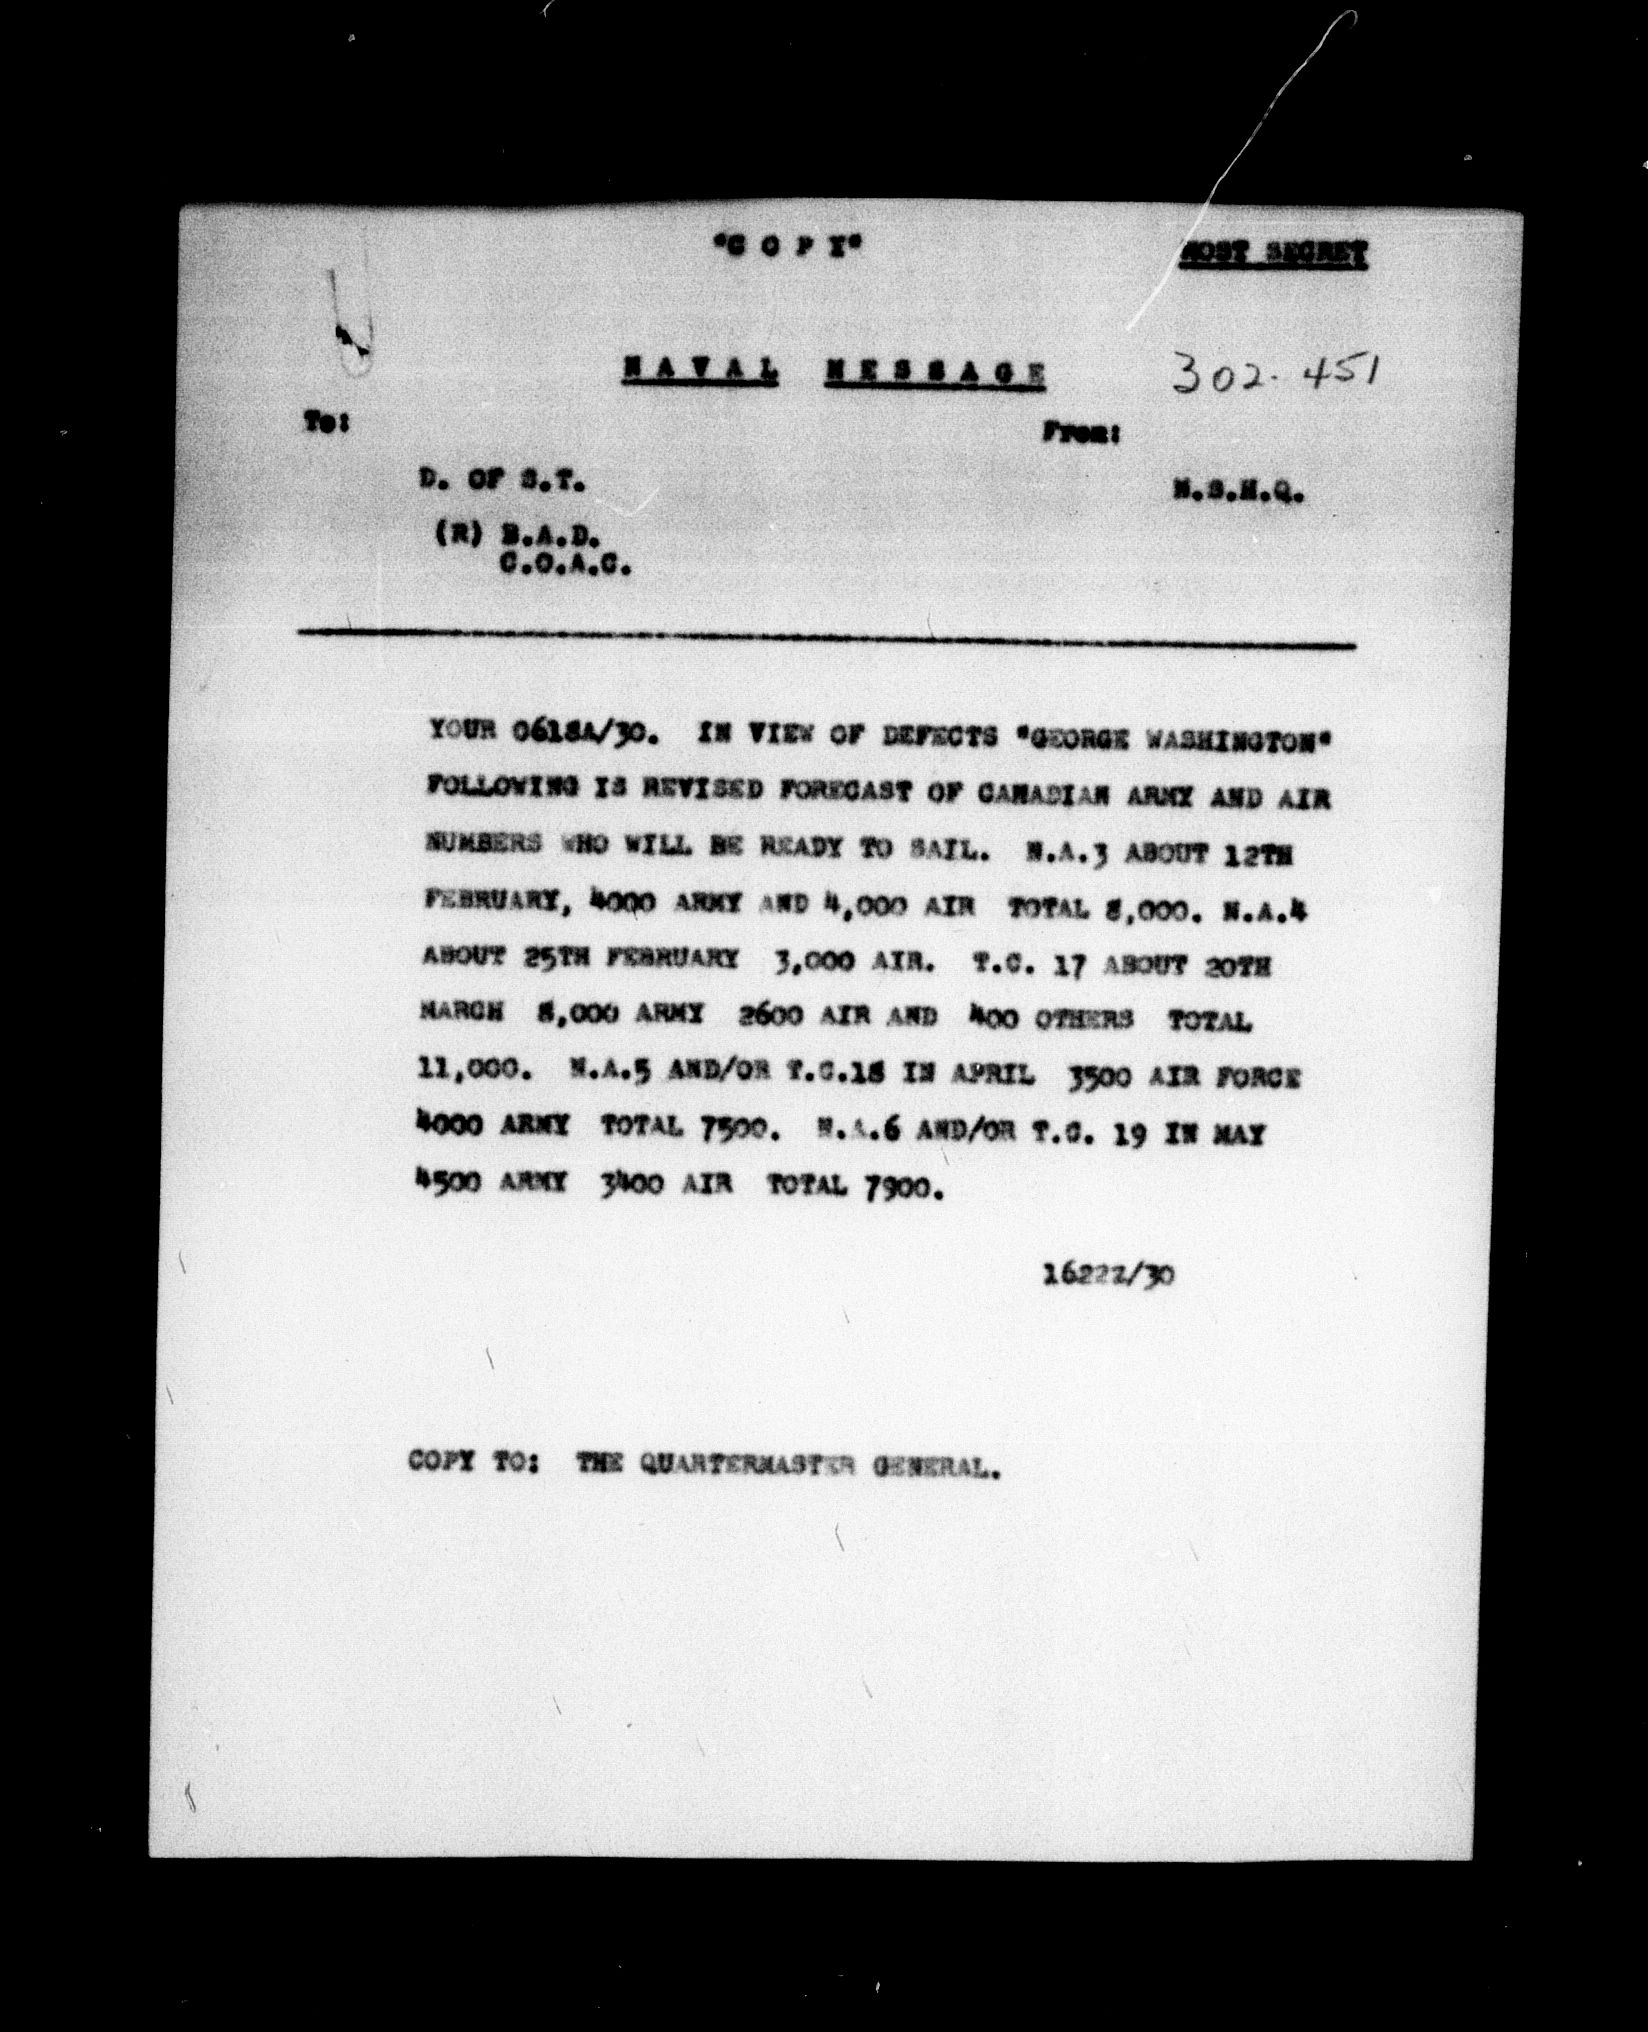 "C O P Y"
MOST SECRET
N A V A L   M E S S A G E
302. 451
To:
From:
D. OF S.T.
N.S.H.Q.
(R) B.A.D.
C.O.A.C.
YOUR 0618A/30. IN VIEW OF DEFECTS "GEORGE WASHINGTON"
FOLLOWING IS REVISED FORECAST OF CANADIAN ARMY AND AIR
NUMBERS WHO WILL BE READY TO SAIL. N.A.3 ABOUT 12TH
FEBRUARY, 4000 ARMY AND 4,000 AIR TOTAL 8,000. N.A.4
ABOUT 25TH FEBRUARY 3,000 AIR. T.C. 17 ABOUT 20TH
MARCH 8,000 ARMY 2600 AIR AND 400 OTHERS TOTAL
11,000. N.A.5 AND/OR T.C.18 IN APRIL 3500 AIR FORCE
4000 ARMY TOTAL 7500. N.A.6 AND/OR T.C. 19 IN MAY
4500 ARMY 3400 AIR TOTAL 7900.
1622Z/30
COPY TO: THE QUARTERMASTER GENERAL.